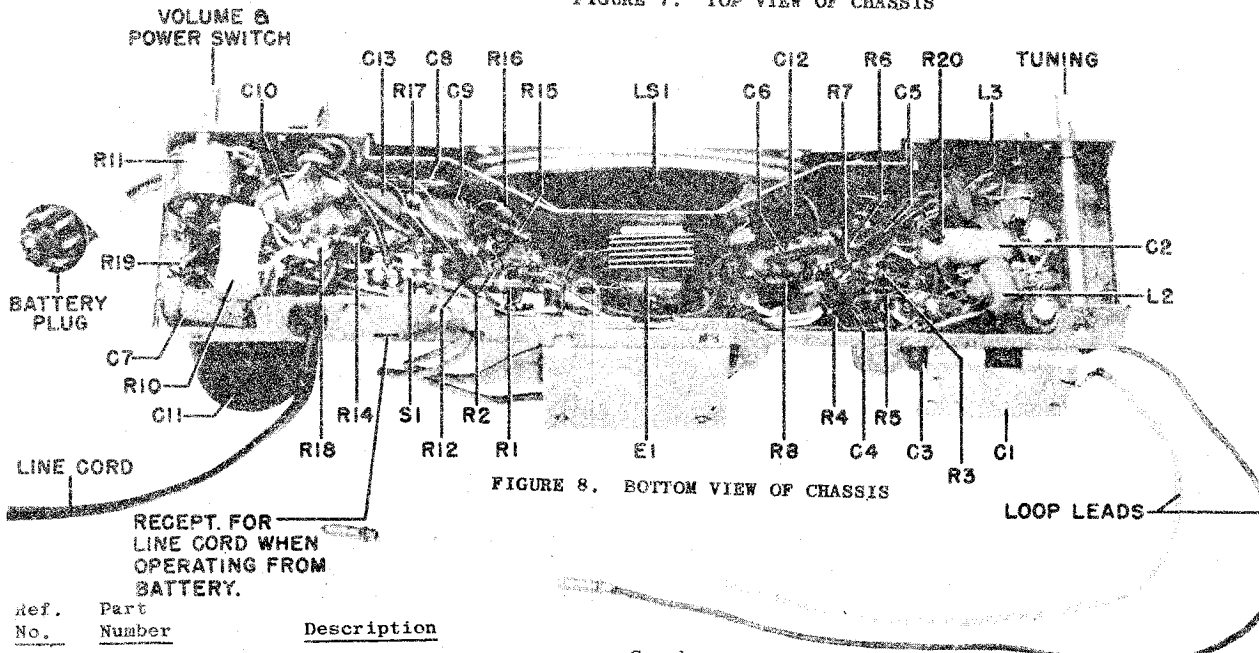 FIGURE 7. TOP VIEW OF CHASSIS
VOLUME &
POWER SWITCH
C13 C8 R16 C12 R6 R20 TUNING
C10 R17 C9 R15 LS1 C6 R7 C5 L3
R11
C2
R19
BATTERY
PLUG
L2
C7
R10
C11
R14 S1 R2 R4 R5
R18 R12 R1 E1 R8 C4 C3 C1
R3
LINE CORD
FIGURE 8. BOTTOM VIEW OF CHASSIS
LOOP LEADS
RECEPT. FOR
LINE CORD WHEN
OPERATING FROM
BATTERY.
Ref. Part
No. Number Description